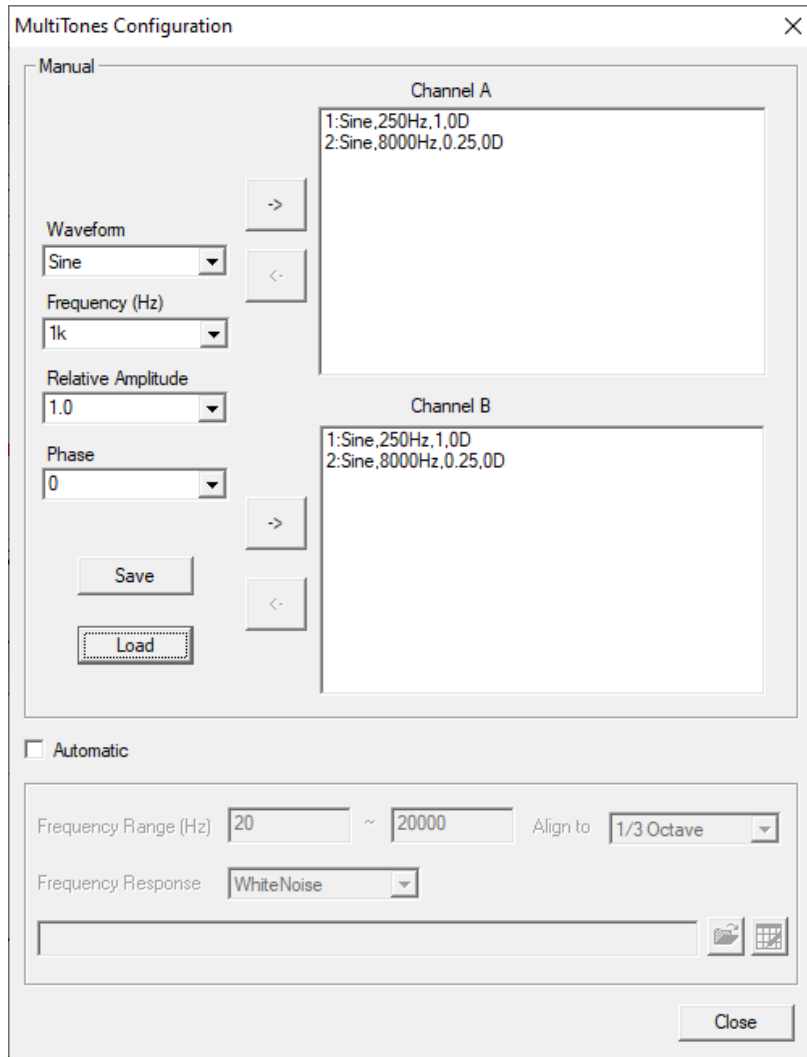 MultiTones Configuration
Manual
Channel A
1:Sine,250Hz,1,0D
2:Sine,8000Hz,0.25,0D
->
<-
Waveform
Sine
Frequency (Hz)
1k
Relative Amplitude
1.0
Phase
0
Channel B
1:Sine,250Hz,1,0D
2:Sine,8000Hz,0.25,0D
->
<-
Save
Load
Automatic
Frequency Range (Hz) 20 ~ 20000 Align to 1/3 Octave
Frequency Response WhiteNoise
Close